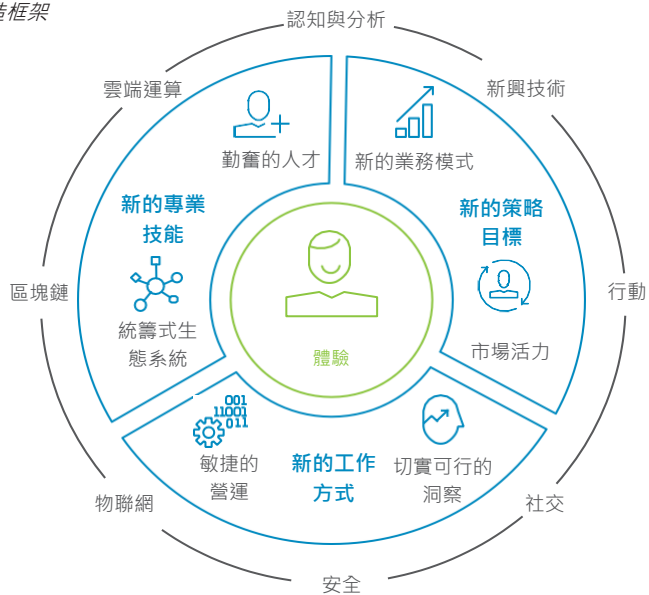 造框架
認知與分析
雲端運算
新興技術
勤奮的人才
新的業務模式
新的專業
技能
新的策略
目標
區塊鏈
行動
統籌式生
態系統
體驗
市場活力
001
11001
011
敏捷的
營運
新的工作
方式
切實可行的
洞察
物聯網
社交
安全